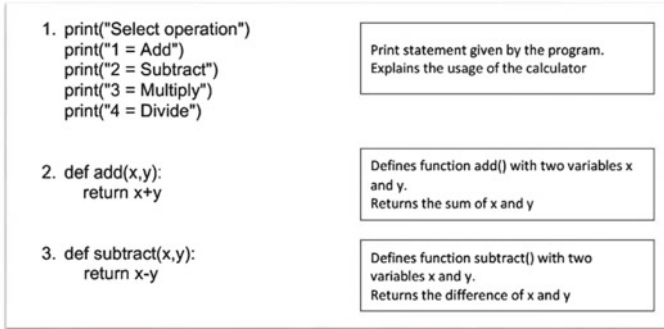 1. print("Select operation")
print("1 = Add")
print("2 = Subtract")
print("3 = Multiply")
print("4 = Divide")
Print statement given by the program.
Explains the usage of the calculator
2. def add(x,y):
return x+y
Defines function add() with two variables x
and y.
Returns the sum of x and y
3. def subtract(x,y):
return x-y
Defines function subtract() with two
variables x and y.
Returns the difference of x and y